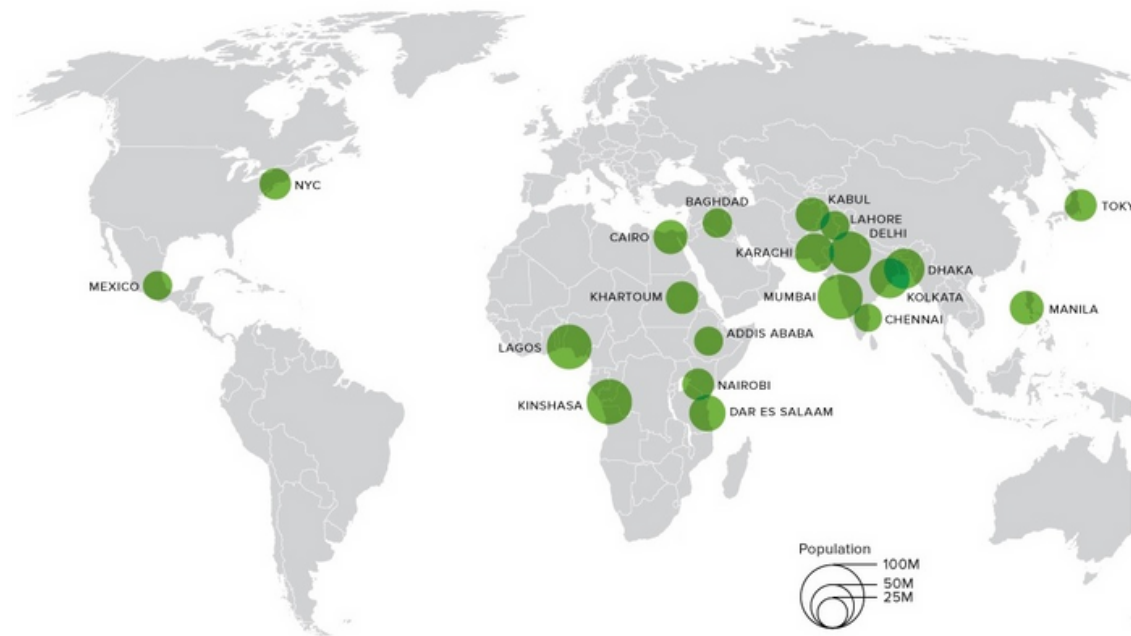 NYC
MEXICO
BAGHDAD
CAIRO
KHARTOUM
LAGOS
KINSHASA
ADDIS ABABA
NAIROBI
DAR ES SALAAM
KABUL
LAHORE
DELHI
KARACHI
MUMBAI
DHAKA
KOLKATA
CHENNAI
MANILA
TOKY
Population
100M
50M
25M